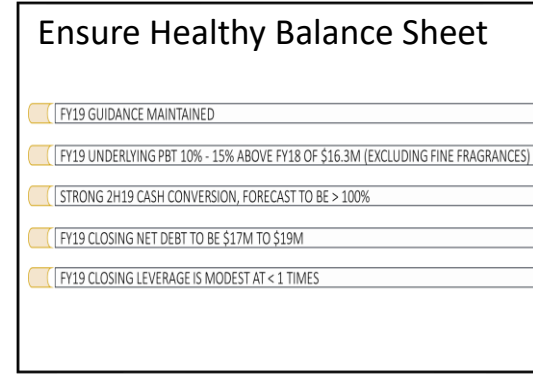 Ensure Healthy Balance Sheet
FY19 GUIDANCE MAINTAINED
FY19 UNDERLYING PBT 10% - 15% ABOVE FY18 OF $16.3M (EXCLUDING FINE FRAGRANCES)
STRONG 2H19 CASH CONVERSION, FORECAST TO BE > 100%
FY19 CLOSING NET DEBT TO BE $17M TO $19M
FY19 CLOSING LEVERAGE IS MODEST AT < 1 TIMES